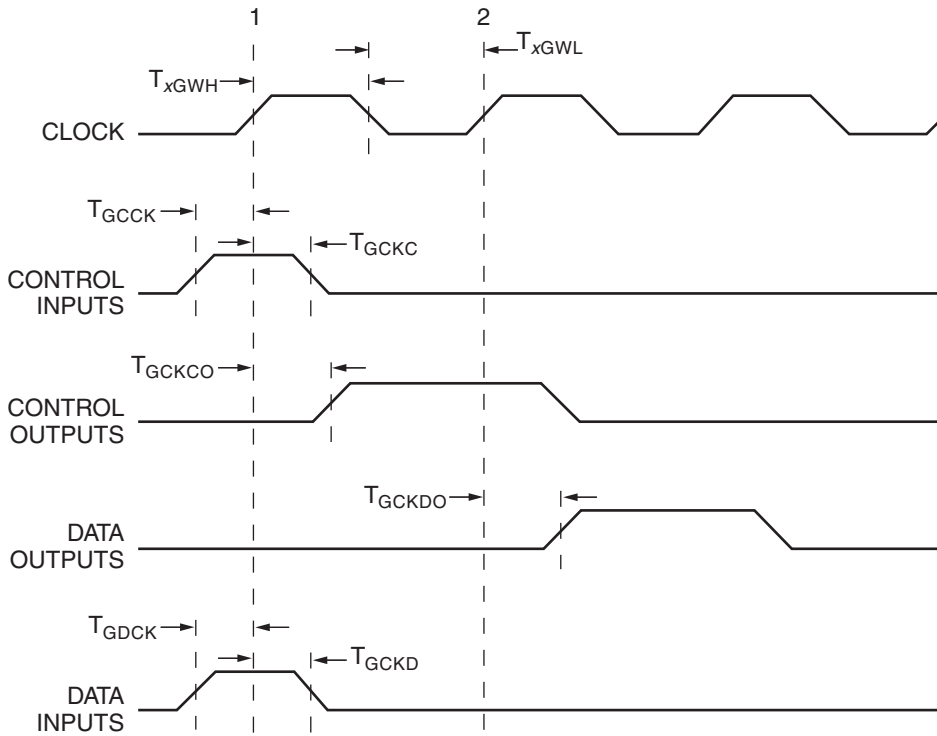 1 2
TxGWL
TxGWH
CLOCK
TGCCK
TGCKC
CONTROL
INPUTS
TGCKCO
CONTROL
OUTPUTS
TGCKDO
DATA
OUTPUTS
TGDCK
TGCKD
DATA
INPUTS